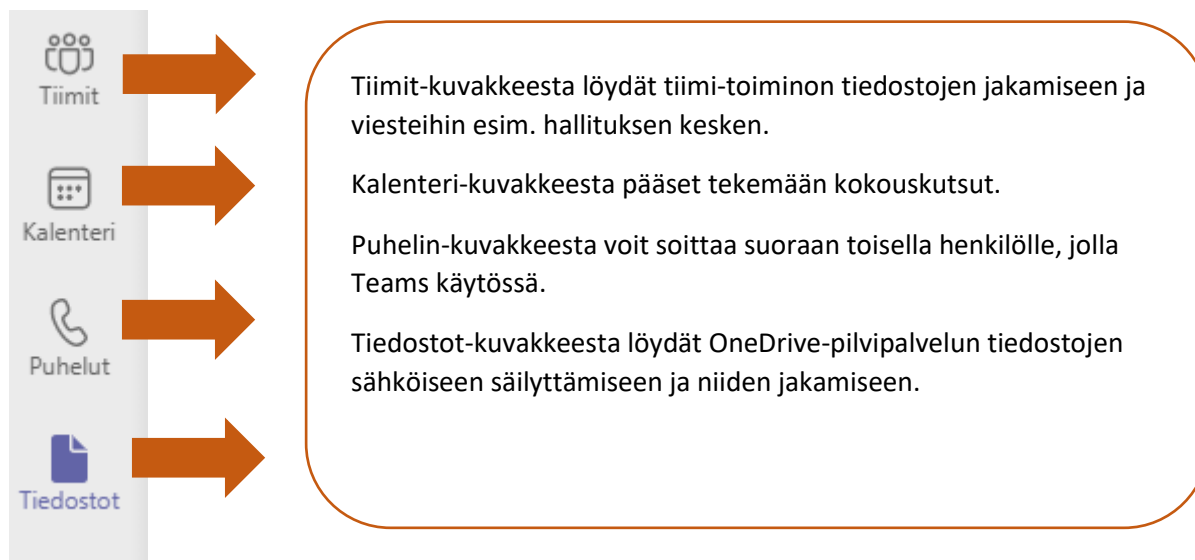 Tiimit
Kalenteri
Puhelut
Tiedostot
Tiimit-kuvakkeesta löydät tiimi-toiminon tiedostojen jakamiseen ja
viesteihin esim. hallituksen kesken.
Kalenteri-kuvakkeesta pääset tekemään kokouskutsut.
Puhelin-kuvakkeesta voit soittaa suoraan toisella henkilölle, jolla
Teams käytössä.
Tiedostot-kuvakkeesta löydät OneDrive-pilvipalvelun tiedostojen
sähköiseen säilyttämiseen ja niiden jakamiseen.